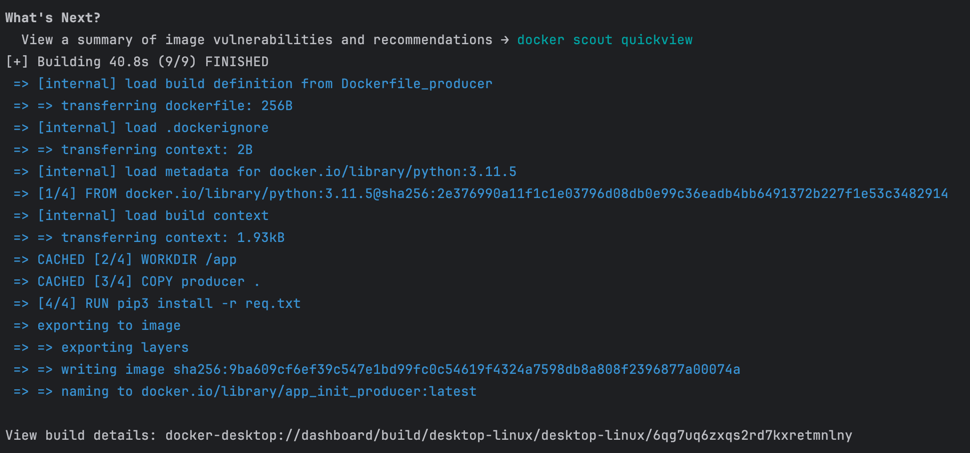 What's Next?
View a summary of image vulnerabilities and recommendations → docker scout quickview
[+] Building 40.8s (9/9) FINISHED
=> [internal] load build definition from Dockerfile_producer
=> => transferring dockerfile: 256B
=> [internal] load .dockerignore
=> => transferring context: 2B
=> [internal] load metadata for docker.io/library/python:3.11.5
=> [1/4] FROM docker.io/library/python:3.11.5@sha256:2e376990a11f1c1e03796d08db0e99c36eadb4bb6491372b227f1e53c3482914
=> [internal] load build context
=> => transferring context: 1.93kB
=> CACHED [2/4] WORKDIR /app
=> CACHED [3/4] COPY producer .
=> [4/4] RUN pip3 install -r req.txt
=> exporting to image
=> => exporting layers
=> => writing image sha256:9ba609cf6ef39c547e1bd99fc0c54619f4324a7598db8a808f2396877a00074a
=> => naming to docker.io/library/app_init_producer:latest
View build details: docker-desktop://dashboard/build/desktop-linux/desktop-linux/6qg7uq6zxqs2rd7kxretmnlny